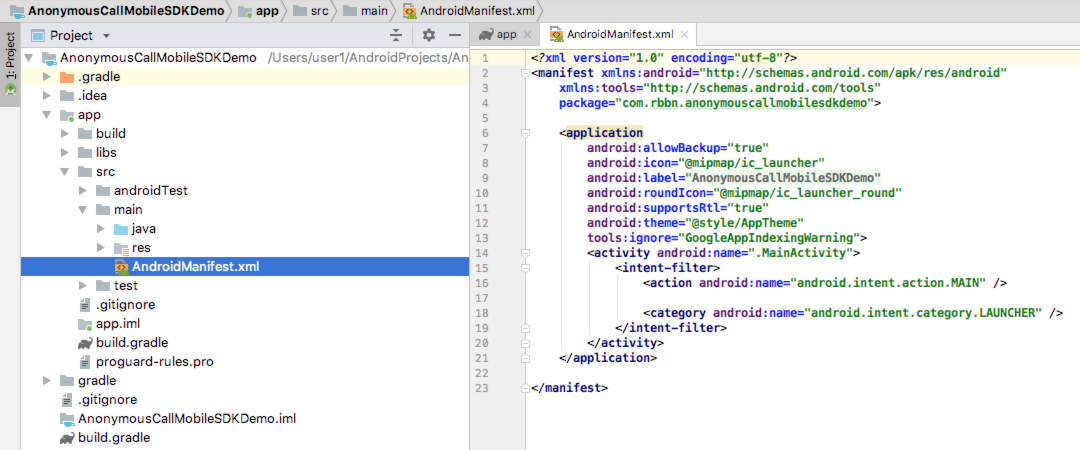 AnonymousCallMobileSDKDemo app src main AndroidManifest.xml
1: Project
Project
AnonymousCallMobileSDKDemo /Users/user1/AndroidProjects/An
.gradle
.idea
app
build
libs
src
androidTest
main
java
res
AndroidManifest.xml
test
.gitignore
app.iml
build.gradle
proguard-rules.pro
gradle
.gitignore
AnonymousCallMobileSDKDemo.iml
build.gradle
app AndroidManifest.xml
1 <?xml version="1.0" encoding="utf-8"?>
2 <manifest xmlns:android="http://schemas.android.com/apk/res/android"
3 xmlns:tools="http://schemas.android.com/tools"
4 package="com.rbbn.anonymouscallmobilesdkdemo">
5
6 <application
7 android:allowBackup="true"
8 android:icon="@mipmap/ic_launcher"
9 android:label="AnonymousCallMobileSDKDemo"
10 android:roundIcon="@mipmap/ic_launcher_round"
11 android:supportsRtl="true"
12 android:theme="@style/AppTheme"
13 tools:ignore="GoogleAppIndexingWarning">
14 <activity android:name=".MainActivity">
15 <intent-filter>
16 <action android:name="android.intent.action.MAIN" />
17
18 <category android:name="android.intent.category.LAUNCHER" />
19 </intent-filter>
20 </activity>
21 </application>
22
23 </manifest>